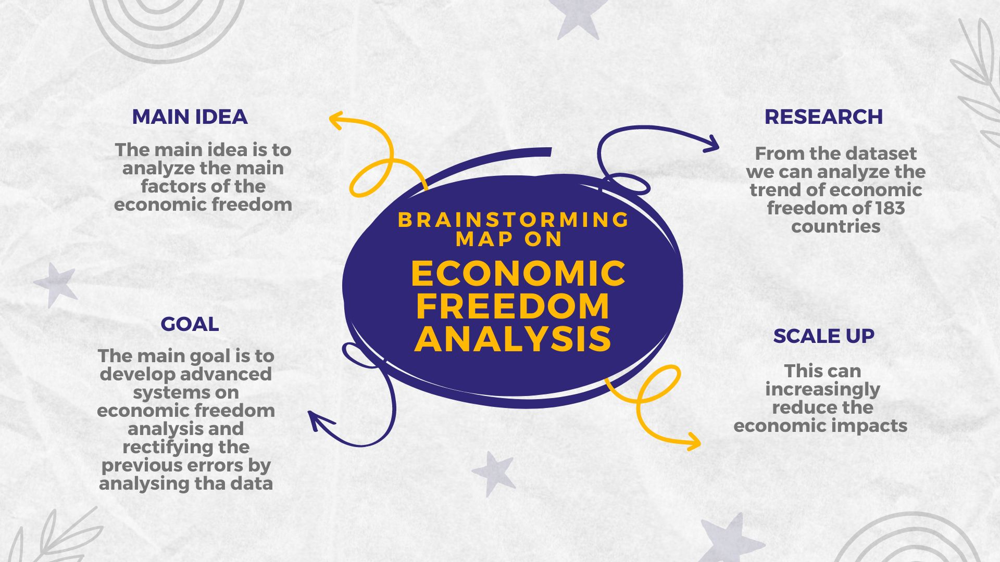 MAIN IDEA
The main idea is to
analyze the main
factors of the
economic freedom
RESEARCH
From the dataset
we can analyze the
trend of economic
freedom of 183
countries
BRAINSTORMING
MAP ON
ECONOMIC
FREEDOM
ANALYSIS
GOAL
The main goal is to
develop advanced
systems on
economic freedom
analysis and
rectifying the
previous errors by
analysing tha data
SCALE UP
This can
increasingly
reduce the
economic impacts